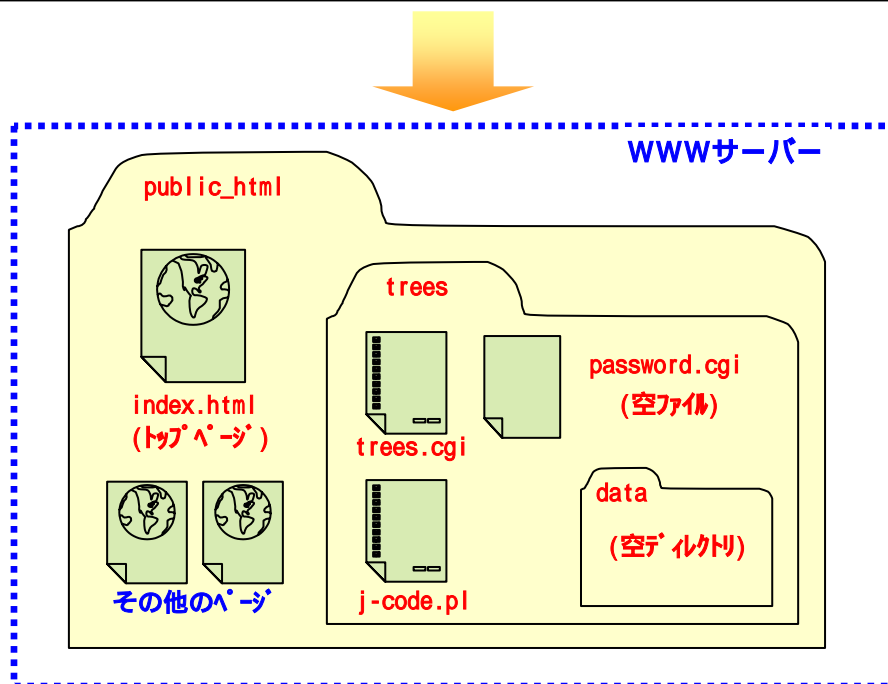 WWWサーバー
public_html
index.html
(ﾄｯﾌﾟﾍﾟｰｼﾞ)
その他のﾍﾟｰｼﾞ
trees
trees.cgi
password.cgi
(空ﾌｧｲﾙ)
j-code.pl
data
(空ﾃﾞｨﾚｸﾄﾘ)